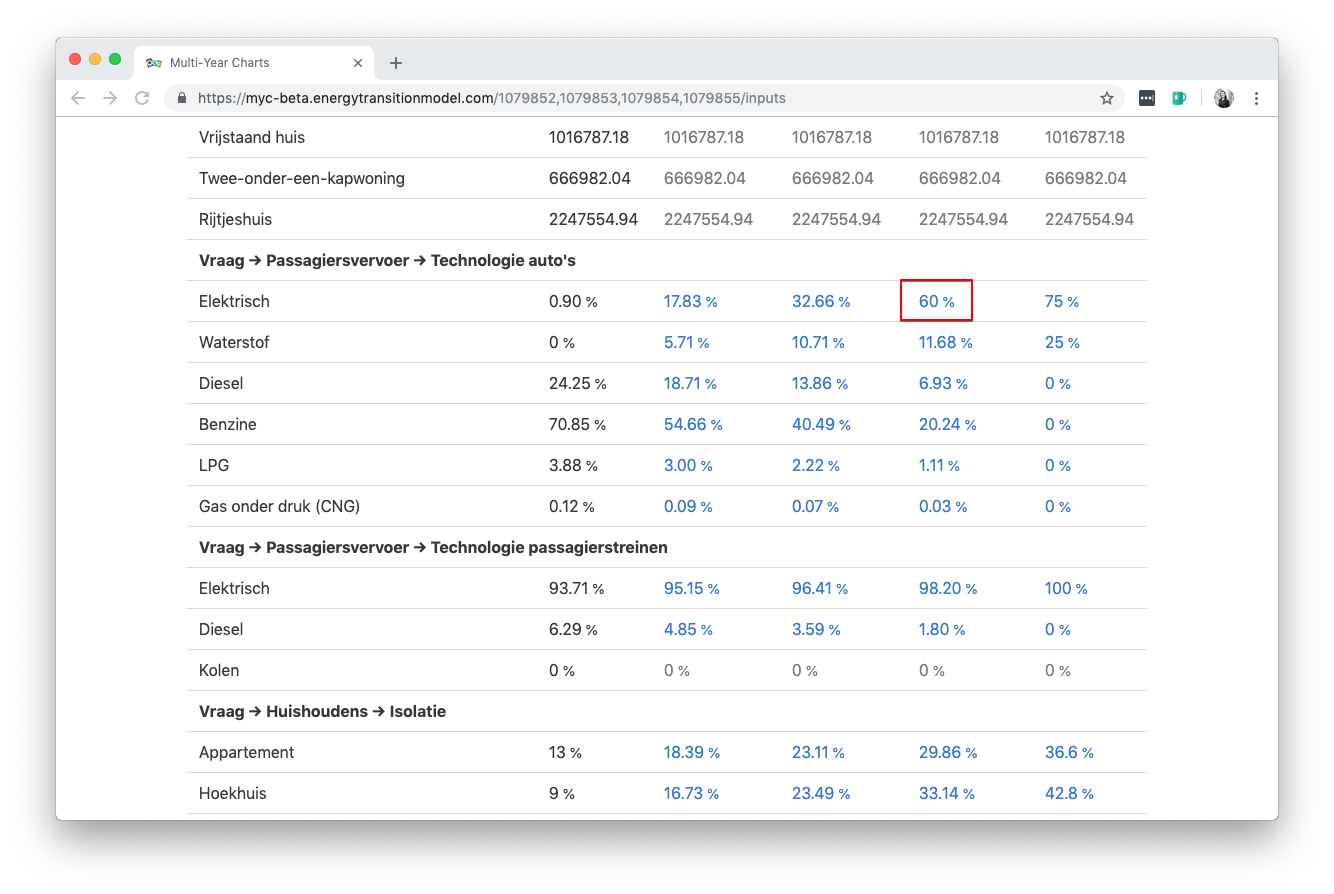 Multi-Year Charts
https://myc-beta.energytransitionmodel.com/1079852,1079853,1079854,1079855/inputs
Vrijstaand huis 1016787.18 1016787.18 1016787.18 1016787.18 1016787.18
Twee-onder-een-kapwoning 666982.04 666982.04 666982.04 666982.04 666982.04
Rijtjeshuis 2247554.94 2247554.94 2247554.94 2247554.94 2247554.94
Vraag → Passagiersvervoer → Technologie auto's
Elektrisch 0.90 % 17.83 % 32.66 % 60 % 75 %
Waterstof 0 % 5.71 % 10.71 % 11.68 % 25 %
Diesel 24.25 % 18.71 % 13.86 % 6.93 % 0 %
Benzine 70.85 % 54.66 % 40.49 % 20.24 % 0 %
LPG 3.88 % 3.00 % 2.22 % 1.11 % 0 %
Gas onder druk (CNG) 0.12 % 0.09 % 0.07 % 0.03 % 0 %
Vraag → Passagiersvervoer → Technologie passagierstreinen
Elektrisch 93.71 % 95.15 % 96.41 % 98.20 % 100 %
Diesel 6.29 % 4.85 % 3.59 % 1.80 % 0 %
Kolen 0 % 0 % 0 % 0 % 0 %
Vraag → Huishoudens → Isolatie
Appartement 13 % 18.39 % 23.11 % 29.86 % 36.6 %
Hoekhuis 9 % 16.73 % 23.49 % 33.14 % 42.8 %